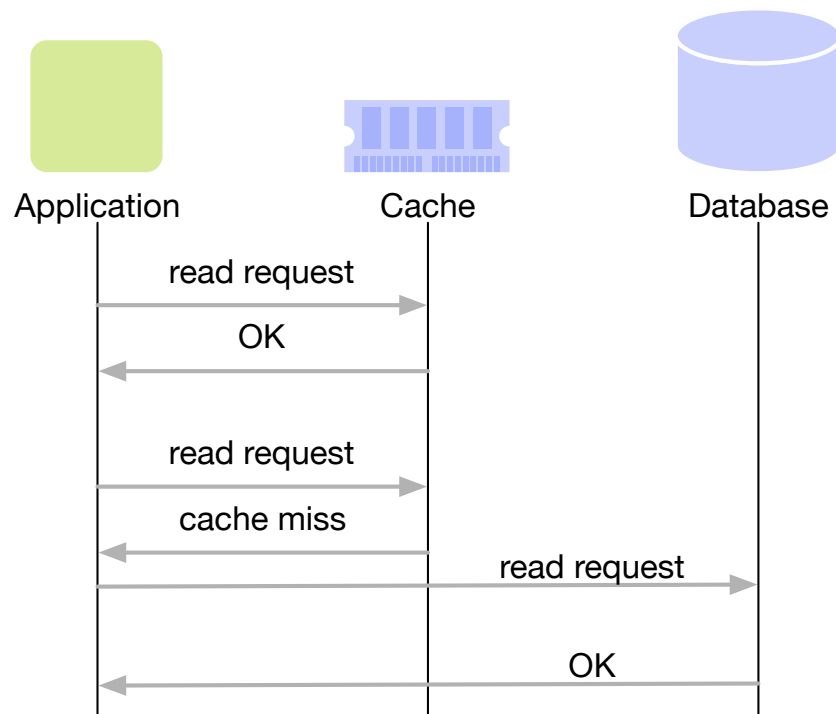 Application
Cache
Database
read request
OK
read request
cache miss
read request
OK